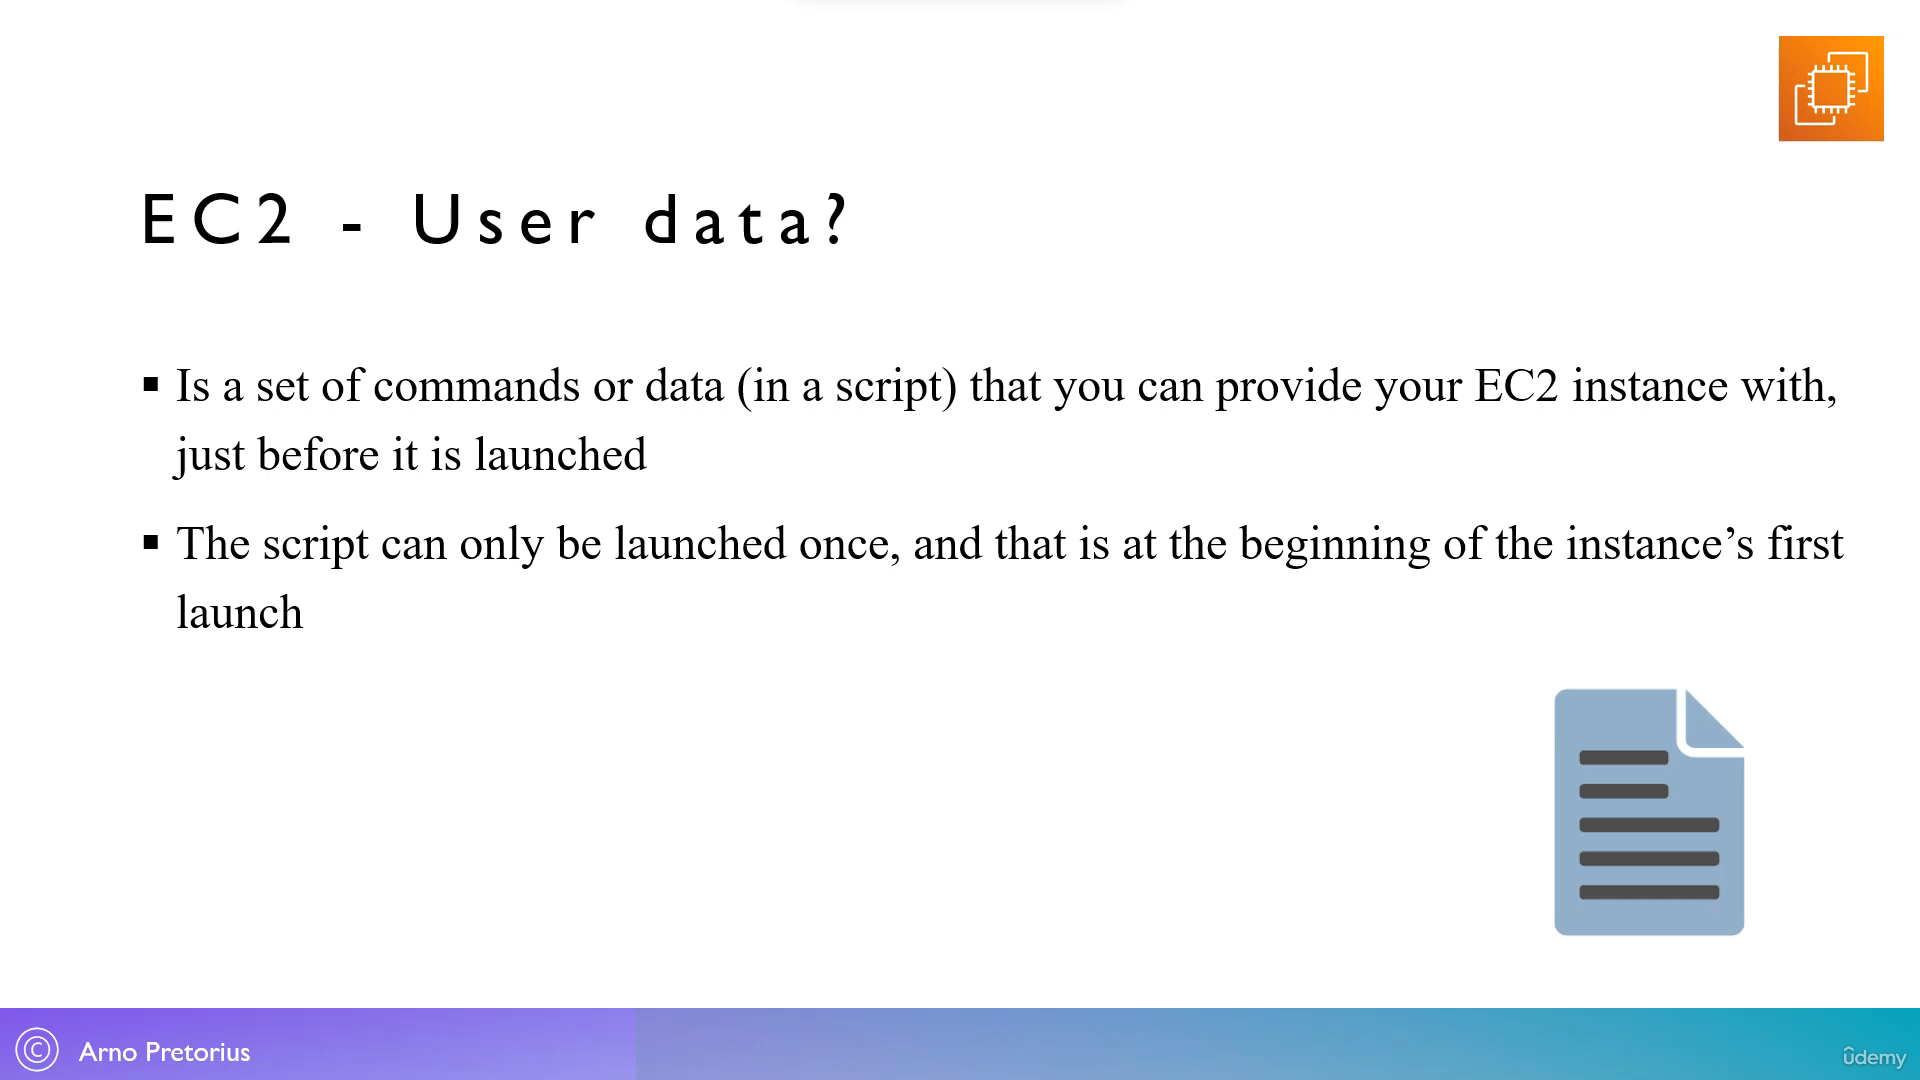 EC2 - User data?
▪ Is a set of commands or data (in a script) that you can provide your EC2 instance with,
just before it is launched
▪ The script can only be launched once, and that is at the beginning of the instance’s first
launch
© Arno Pretorius
ûdemy